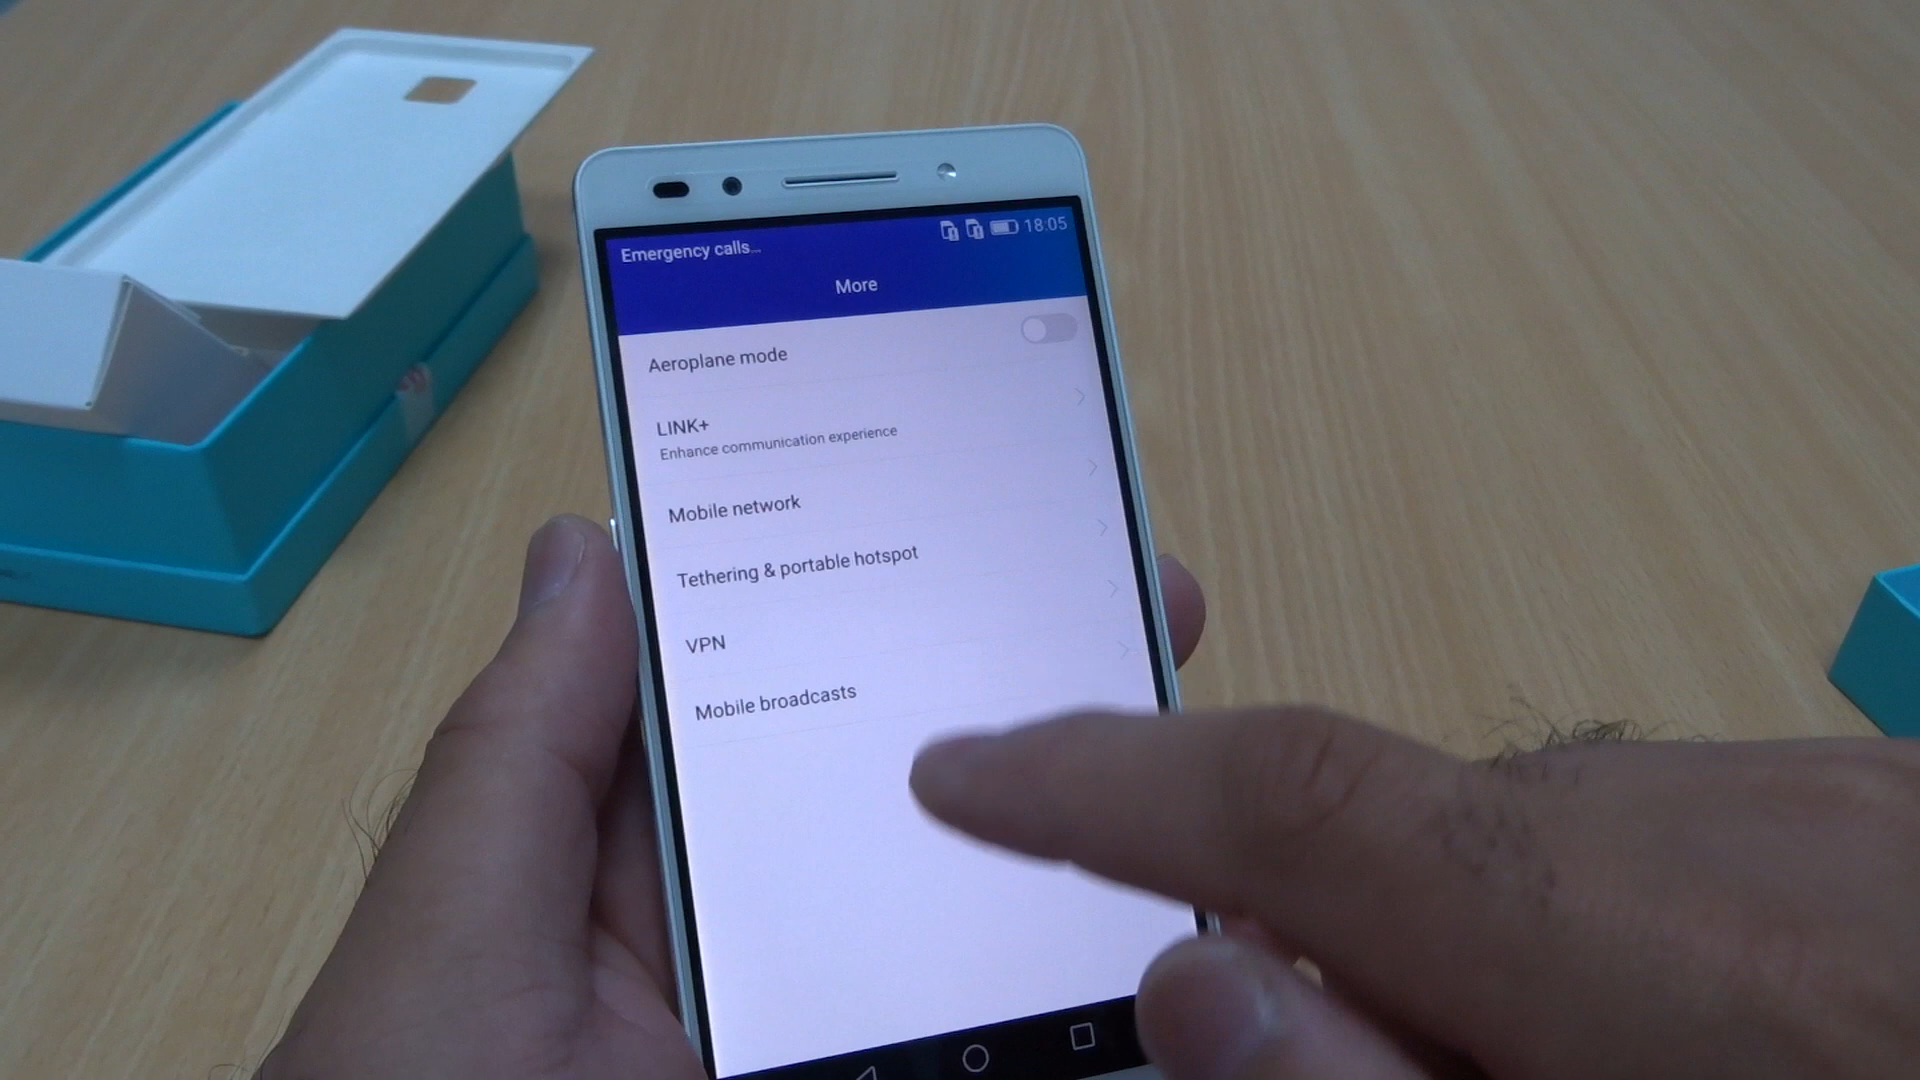 Emergency calls...
18:05
More
Aeroplane mode
LINK+
Enhance communication experience
Mobile network
Tethering & portable hotspot
VPN
Mobile broadcasts